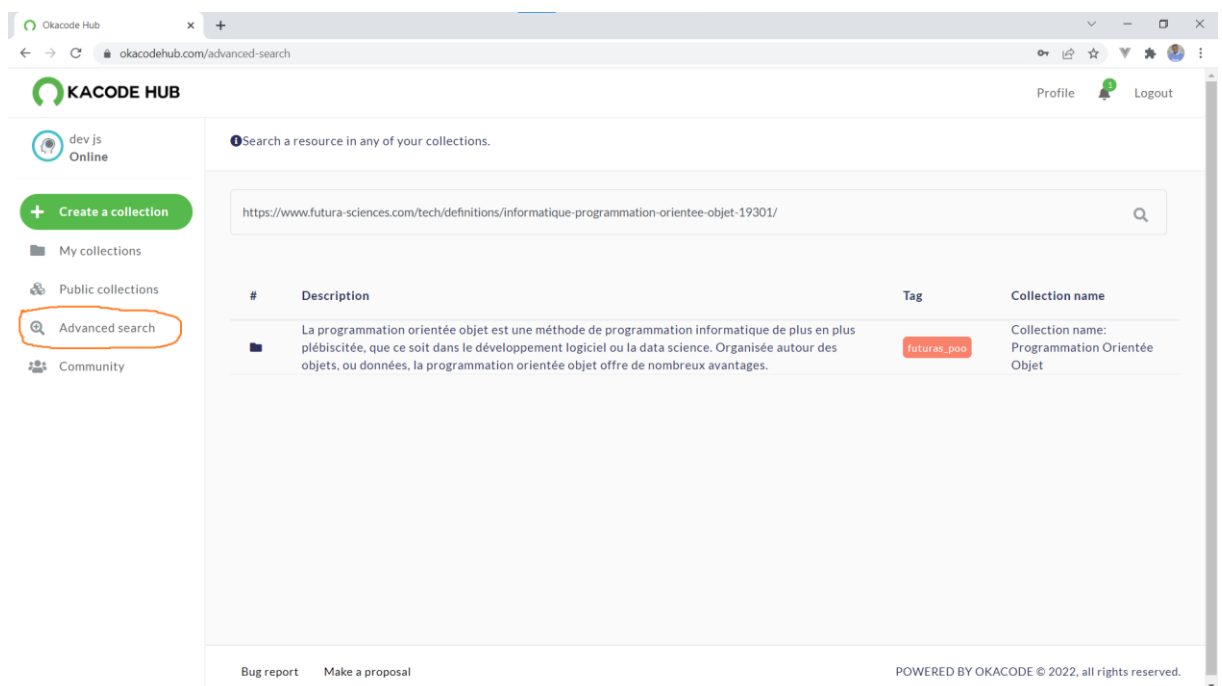 Okacode Hub
okacodehub.com/advanced-search
KACODE HUB
Profile
1
Logout
dev js
Online
Search a resource in any of your collections.
Create a collection
https://www.futura-sciences.com/tech/definitions/informatique-programmation-orientee-objet-19301/
My collections
Public collections
# Description Tag Collection name
Advanced search
La programmation orientée objet est une méthode de programmation informatique de plus en plus
plébiscitée, que ce soit dans le développement logiciel ou la data science. Organisée autour des
objets, ou données, la programmation orientée objet offre de nombreux avantages.
futuras_poo
Collection name:
Programmation Orientée
Objet
Community
Bug report Make a proposal
POWERED BY OKACODE © 2022, all rights reserved.